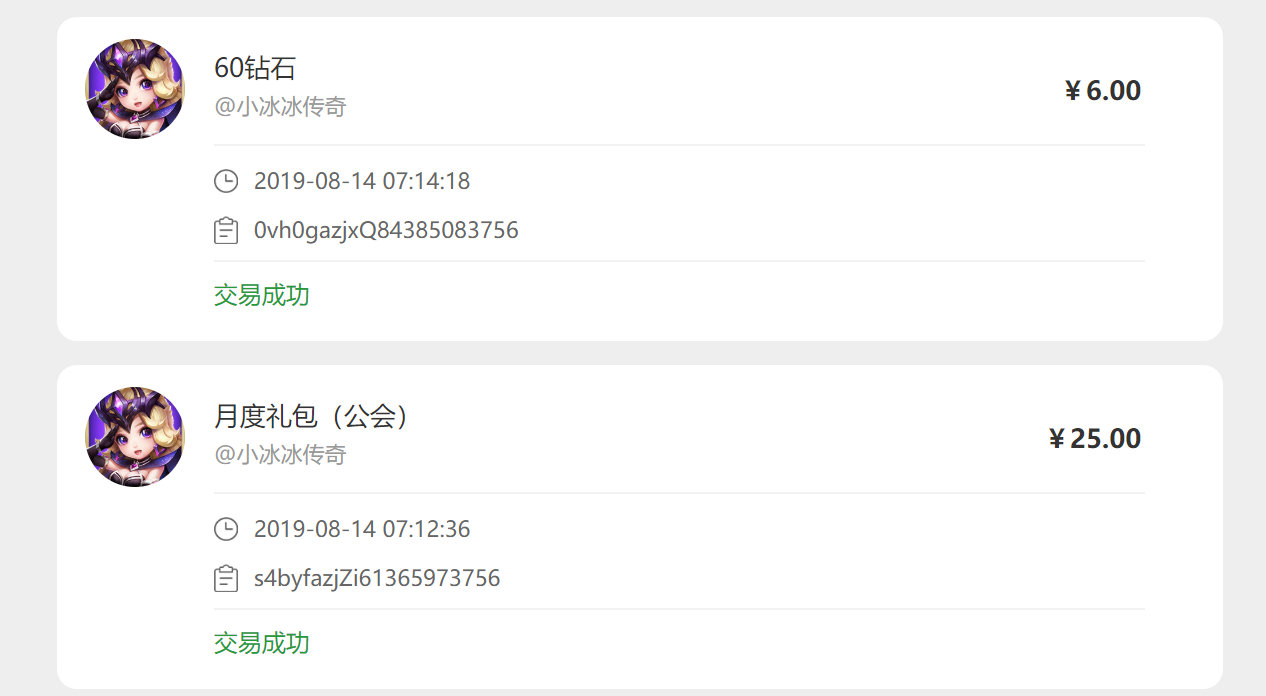 60钻石
@小冰冰传奇
¥ 6.00
2019-08-14 07:14:18
0vh0gazjxQ84385083756
交易成功
月度礼包（公会）
@小冰冰传奇
¥ 25.00
2019-08-14 07:12:36
s4byfazjZi61365973756
交易成功